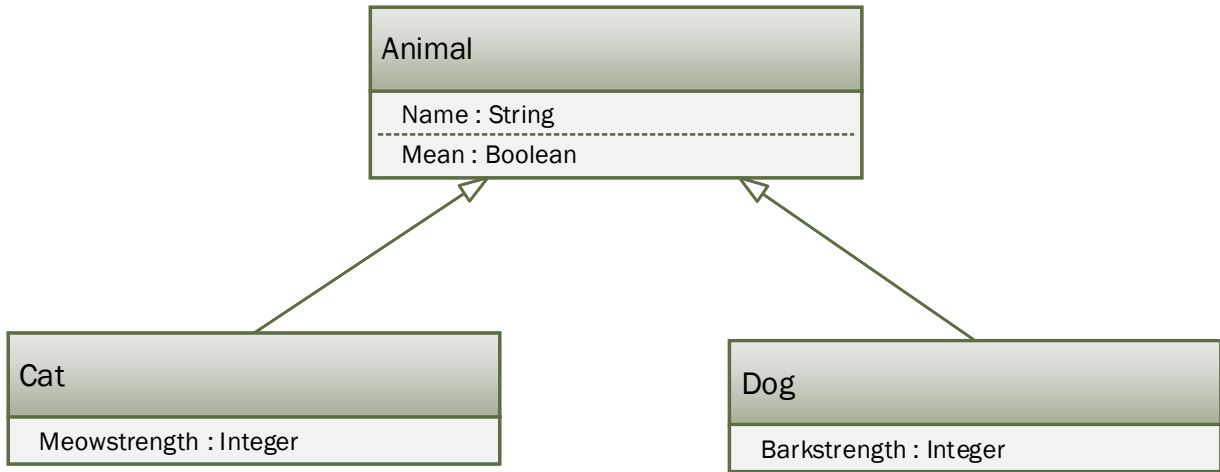 Animal
Name : String
Mean : Boolean
Cat
Meowstrength : Integer
Dog
Barkstrength : Integer